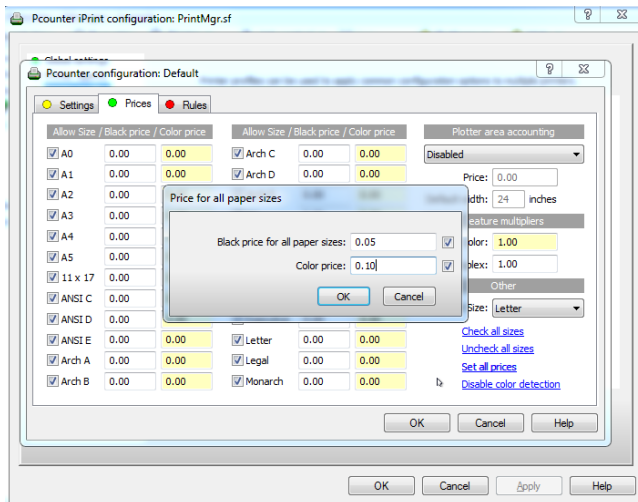 Pcounter iPrint configuration: PrintMgr.sf
Pcounter configuration: Default
Settings Prices Rules
Allow Size / Black price / Color price Allow Size / Black price / Color price Plotter area accounting
A0 0.00 0.00 Arch C 0.00 0.00 Disabled
A1 0.00 0.00 Arch D 0.00 0.00 Price: 0.00
A2 24 inches
Price for all paper sizes
A3 0.00
A4 0.00 1.00
Black price for all paper sizes: 0.05
A5 0.00 1.00
Color price: 0.10
11 x 17 0.00 Other
OK Cancel
ANSI C 0.00 Size: Letter
ANSI D 0.00
Check all sizes
ANSI E 0.00 0.00 Letter 0.00 0.00
Uncheck all sizes
Arch A 0.00 0.00 Legal 0.00 0.00 Set all prices
Arch B 0.00 0.00 Monarch 0.00 0.00 Disable color detection
OK Cancel Help
OK Cancel Apply Help